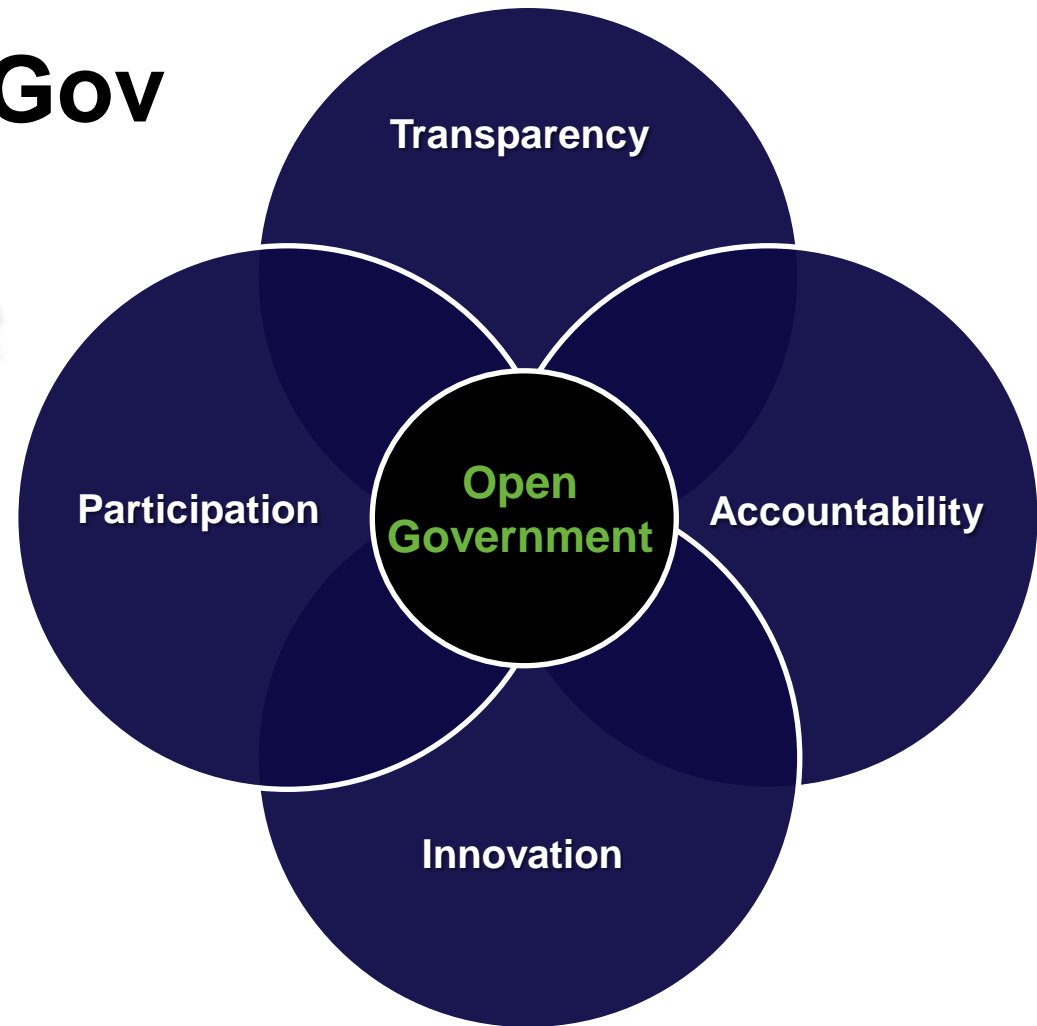 Gov
Transparency
Participation
Open
Government
Accountability
Innovation